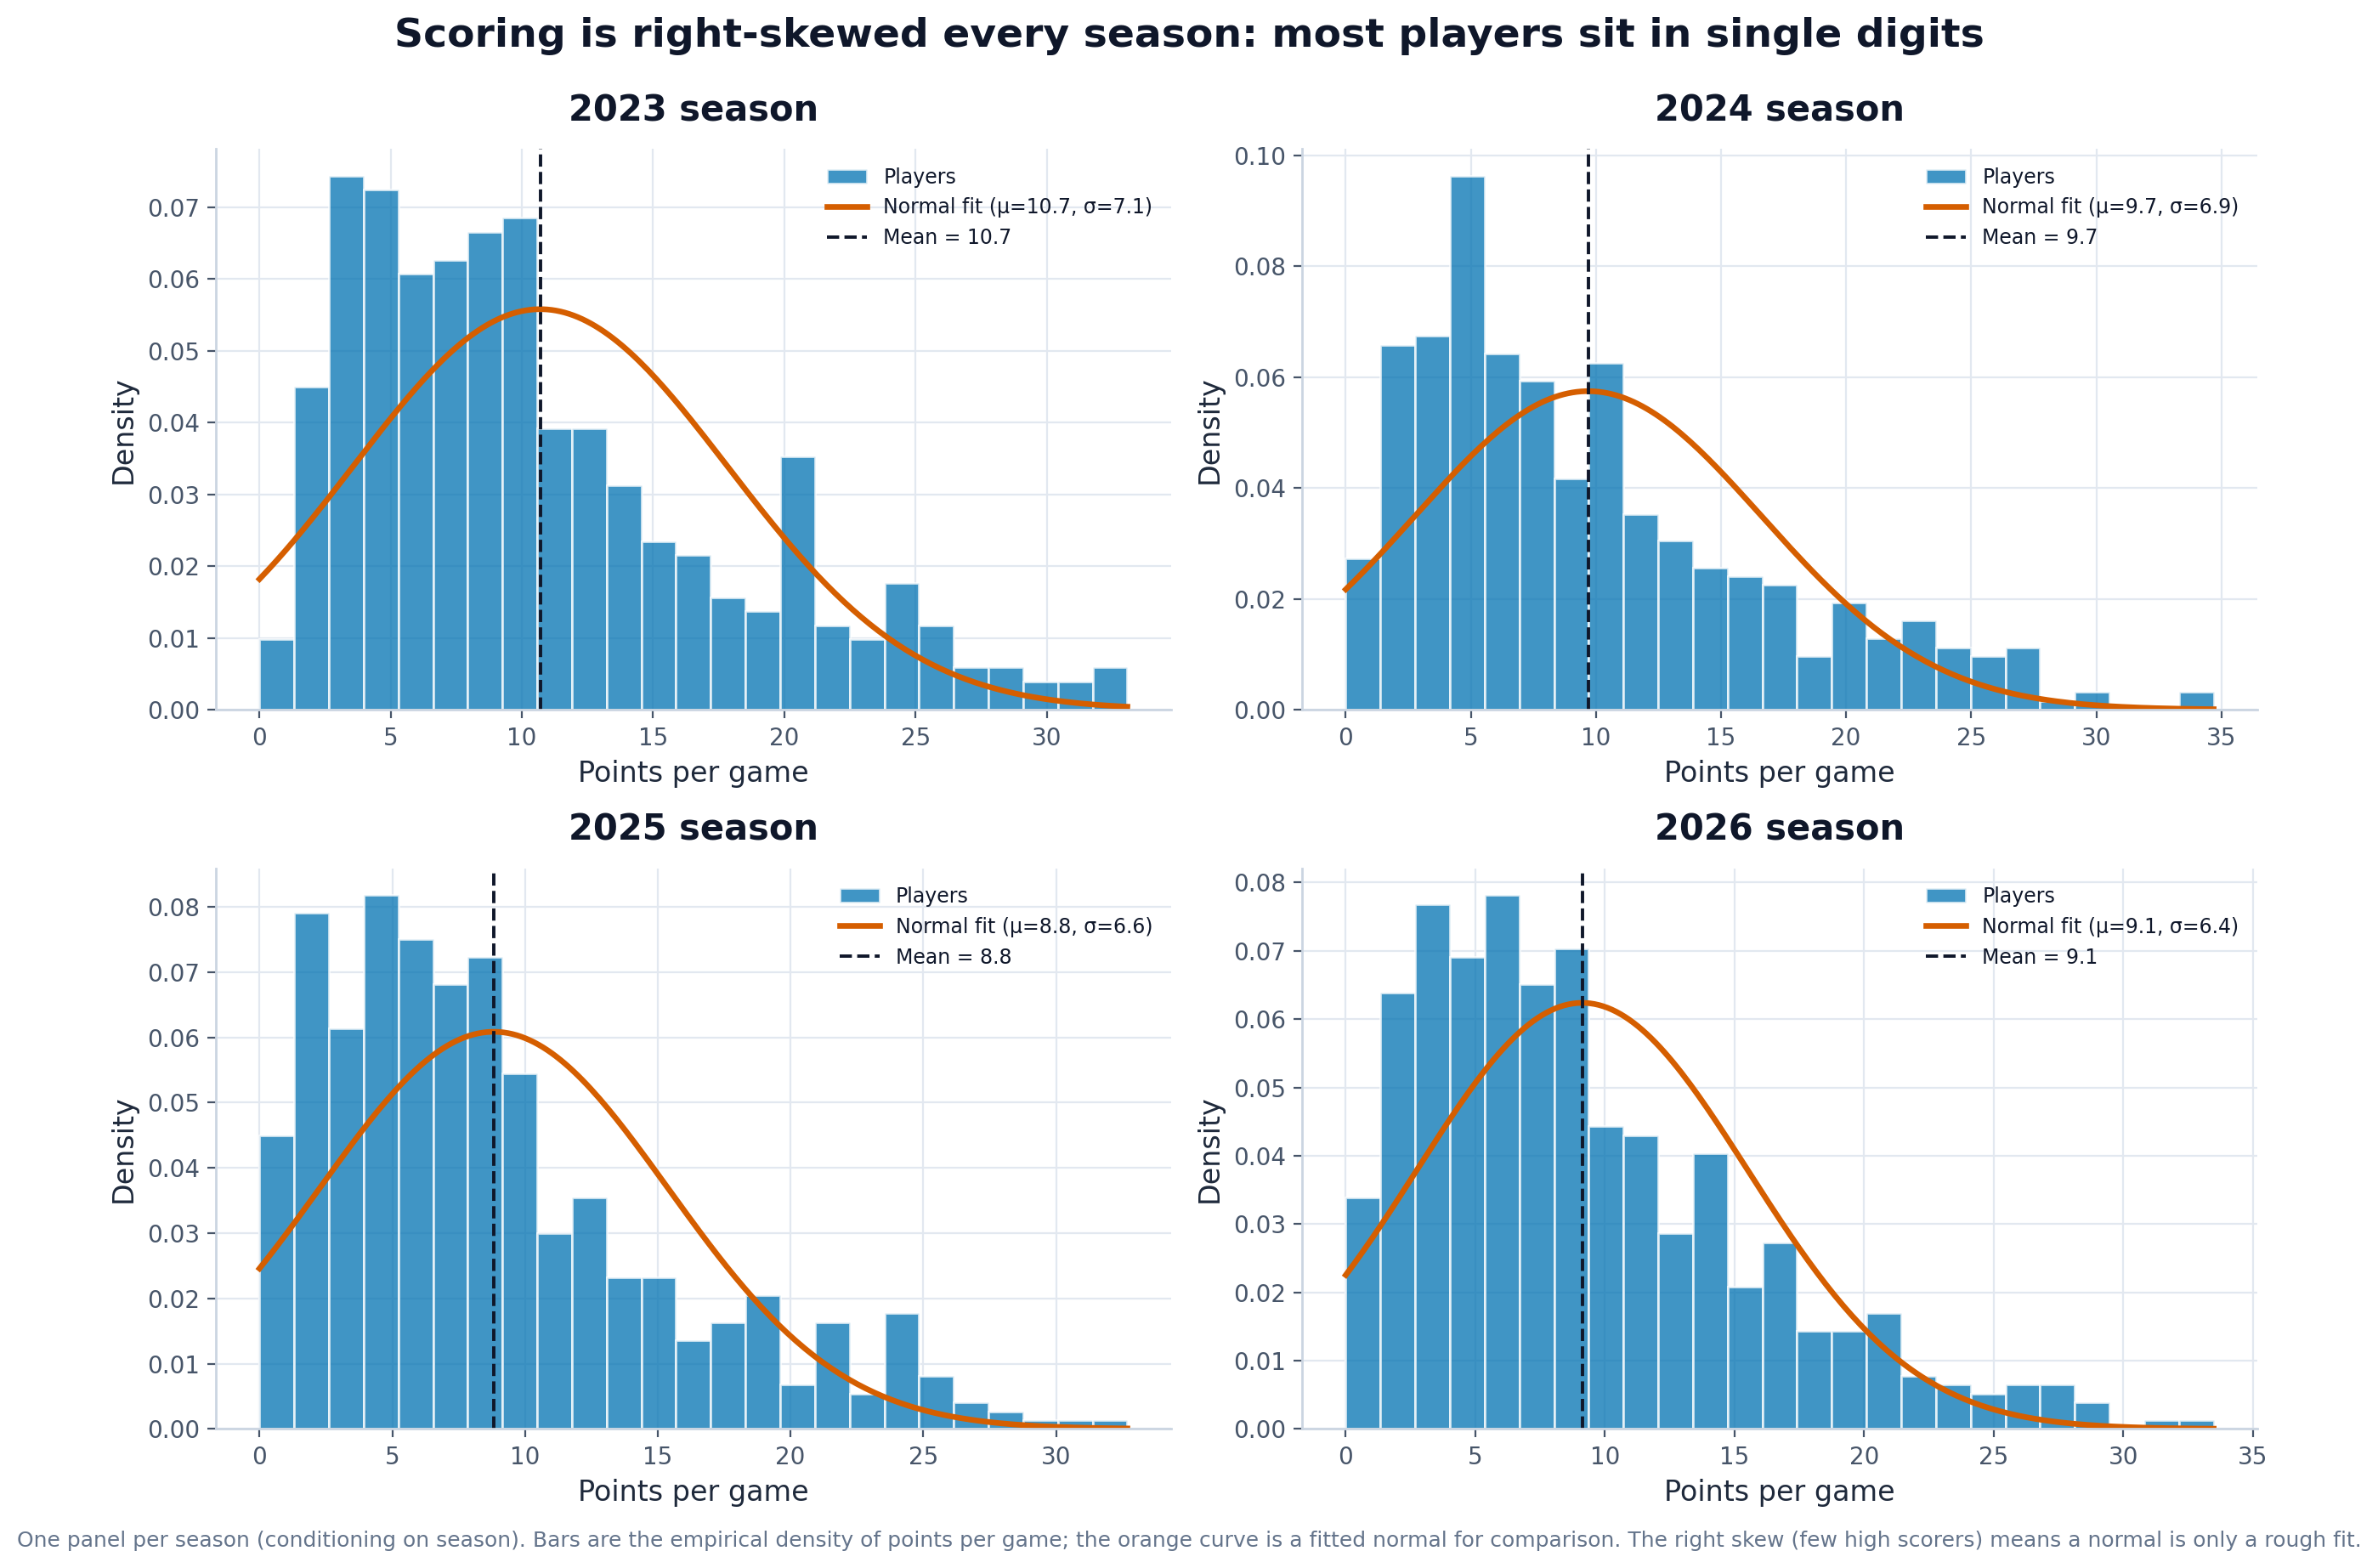 Scoring is right-skewed every season: most players sit in single digits
2023 season
Players
Normal fit (μ=10.7, σ=7.1)
Mean = 10.7
Density
0.07
0.06
0.05
0.04
0.03
0.02
0.01
0.00
0 5 10 15 20 25 30
Points per game
2024 season
Players
Normal fit (μ=9.7, σ=6.9)
Mean = 9.7
Density
0.10
0.08
0.06
0.04
0.02
0.00
0 5 10 15 20 25 30 35
Points per game
2025 season
Players
Normal fit (μ=8.8, σ=6.6)
Mean = 8.8
Density
0.08
0.07
0.06
0.05
0.04
0.03
0.02
0.01
0.00
0 5 10 15 20 25 30
Points per game
2026 season
Players
Normal fit (μ=9.1, σ=6.4)
Mean = 9.1
Density
0.08
0.07
0.06
0.05
0.04
0.03
0.02
0.01
0.00
0 5 10 15 20 25 30 35
Points per game
One panel per season (conditioning on season). Bars are the empirical density of points per game; the orange curve is a fitted normal for comparison. The right skew (few high scorers) means a normal is only a rough fit.